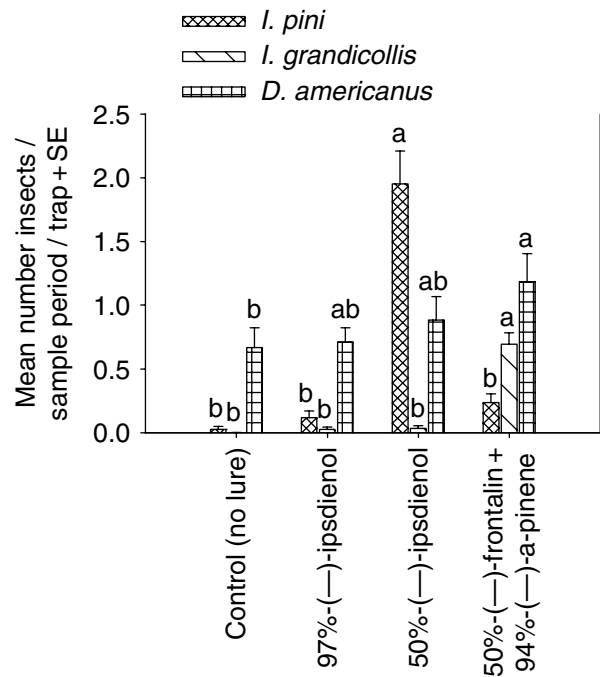 I. pini
I. grandicollis
D. americanus
Mean number insects /
sample period / trap + SE
2.5
2.0
1.5
1.0
0.5
0.0
b
b
b
b
b
ab
a
b
ab
b
a
a
Control (no lure)
97%-(—)-ipsdienol
50%-(—)-ipsdienol
50%-(—)-frontalin +
94%-(—)-a-pinene